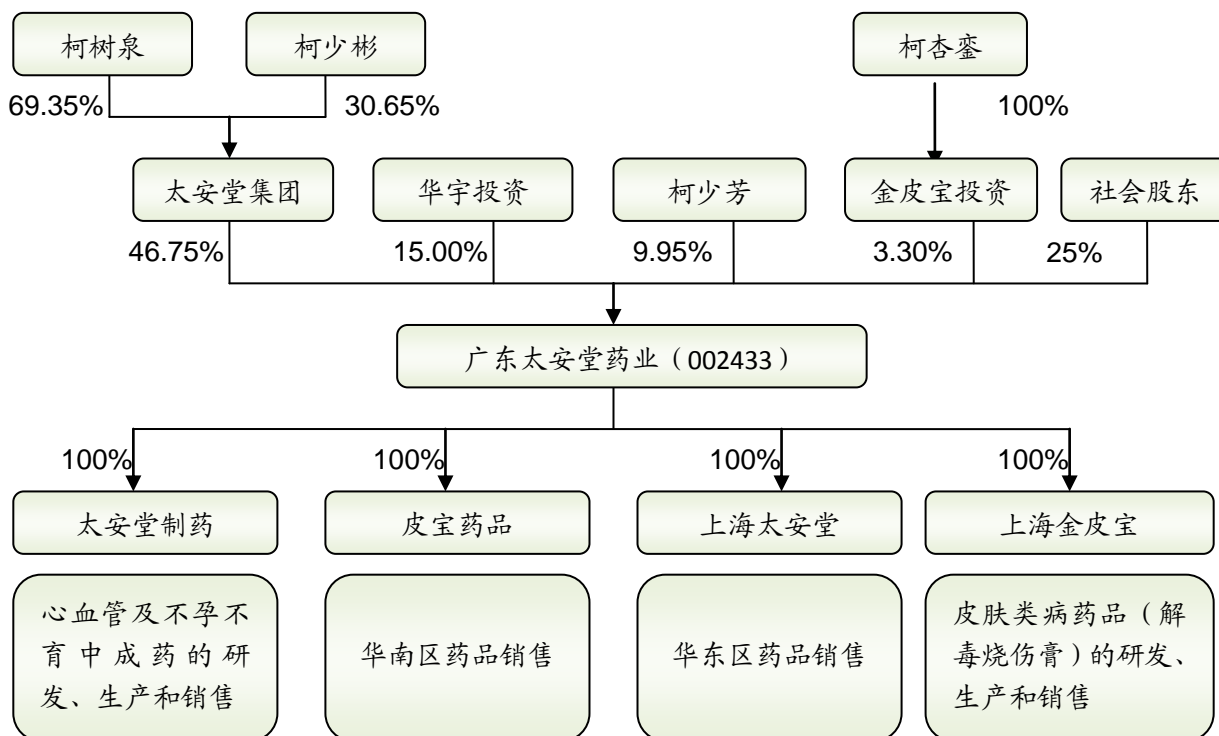 柯树泉
柯少彬
柯杏銮
69.35%
30.65%
100%
太安堂集团
华宇投资
柯少芳
金皮宝投资
社会股东
46.75%
15.00%
9.95%
3.30%
25%
广东太安堂药业（002433）
100%
100%
100%
100%
太安堂制药
皮宝药品
上海太安堂
上海金皮宝
心血管及不孕不
育中成药的研
发、生产和销售
华南区药品销售
华东区药品销售
皮肤类病药品（解
毒烧伤膏）的研发、
生产和销售